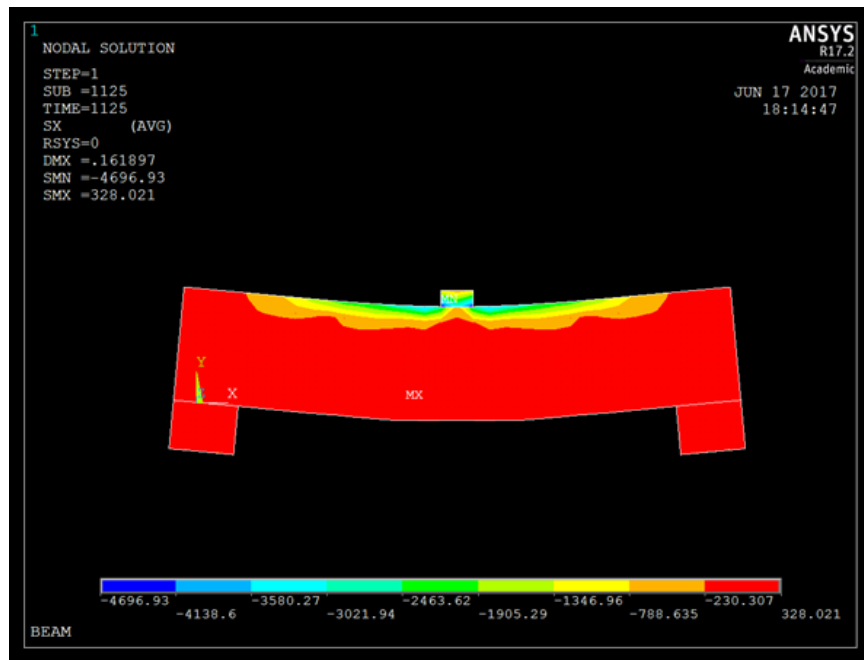 1
NODAL SOLUTION
STEP=1
SUB =1125
TIME=1125
SX (AVG)
RSYS=0
DMX =.161897
SMN =-4696.93
SMX =328.021
ANSYS
R17.2
Academic
JUN 17 2017
18:14:47
MN
Y
X
MX
-4696.93 -3580.27 -2463.62 -1346.96 -230.307
-4138.6 -3021.94 -1905.29 -788.635 328.021
BEAM